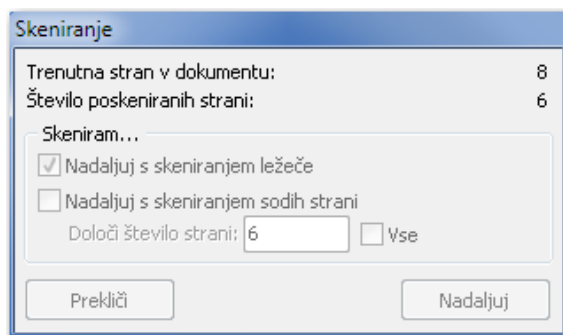 Skeniranje
Trenutna stran v dokumentu: 8
Število poskeniranih strani: 6
Skeniram...
Nadaljuj s skeniranjem ležeče
Nadaljuj s skeniranjem sodih strani
Določi število strani: 6 Vse
Prekliči Nadaljuj